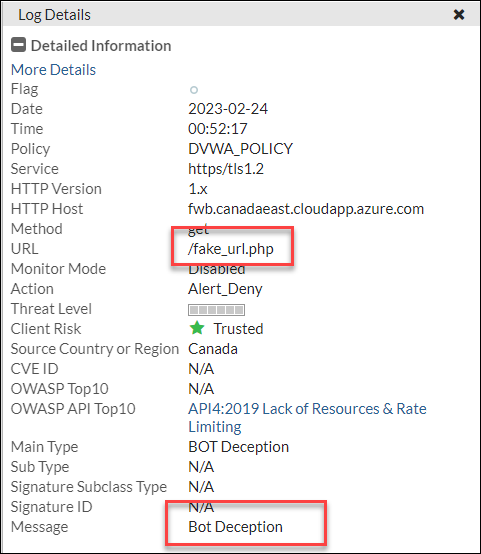 Log Details
Detailed Information
More Details
Flag
Date 2023-02-24
Time 00:52:17
Policy DVWA_POLICY
Service https/tls1.2
HTTP Version 1.x
HTTP Host fwb.canadaeast.cloudapp.azure.com
Method get
URL /fake_url.php
Monitor Mode Disabled
Action Alert_Deny
Threat Level
Client Risk Trusted
Source Country or Region Canada
CVE ID N/A
OWASP Top10 N/A
OWASP API Top10 API4:2019 Lack of Resources & Rate
Limiting
Main Type BOT Deception
Sub Type N/A
Signature Subclass Type N/A
Signature ID N/A
Message Bot Deception